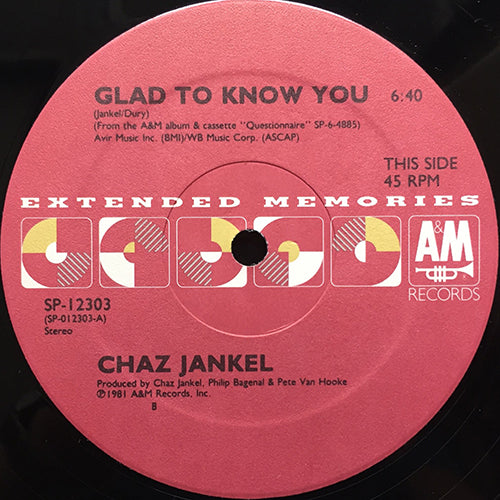 GLAD TO KNOW YOU 6:40
(Jankel/Dury)
(From the A&M album & cassette "Questionnaire" SP-6-4885)
Avir Music Inc. (BMI)/WB Music Corp. (ASCAP)
THIS SIDE
45 RPM
EXTENDED MEMORIES
A&M
RECORDS
SP-12303
(SP-012303-A)
Stereo
CHAZ JANKEL
Produced by Chaz Jankel, Philip Bagenal & Pete Van Hooke
℗1981 A&M Records, Inc.
B